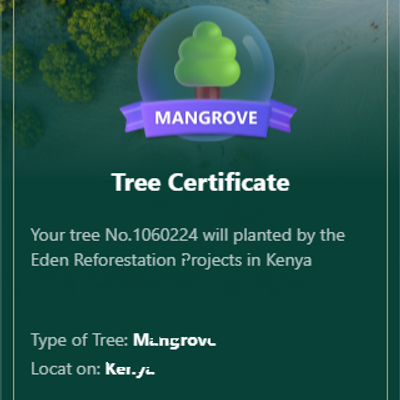 MANGROVE
Tree Certificate
Your tree No.1060224 will planted by the
Eden Reforestation Projects in Kenya
Type of Tree: Mangrove
Locat on: Kenya